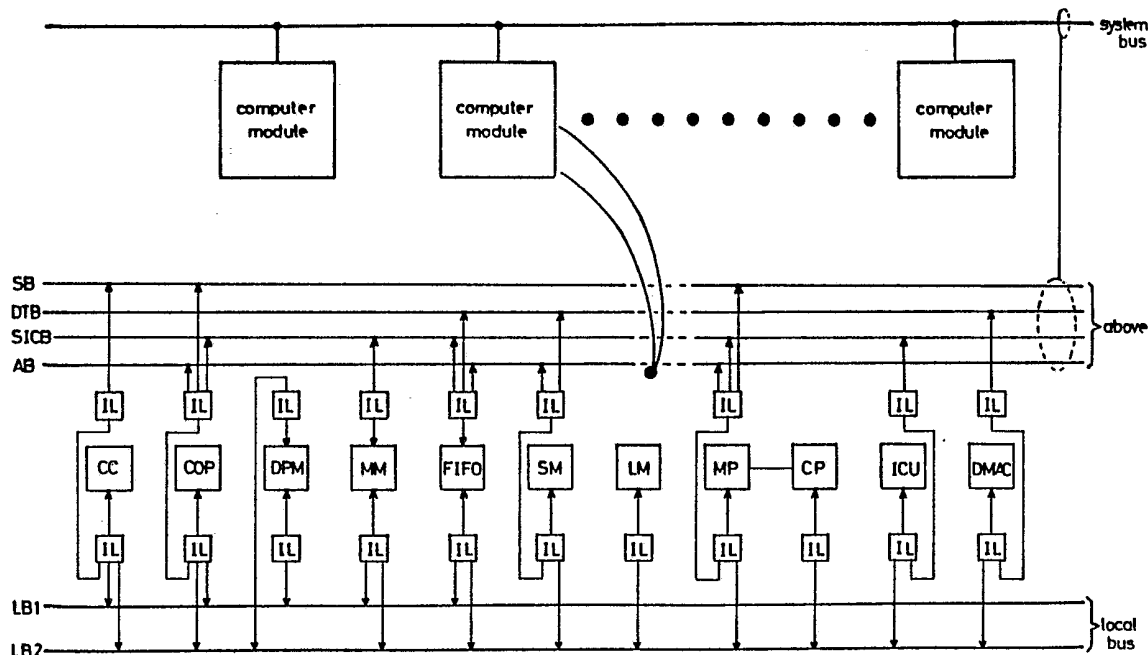 system
bus
computer
module
computer
module
computer
module
SB
DTB
SICB
AB
above
IL IL IL IL IL IL IL IL IL
CC COP DPM MM FIFO SM LM MP CP ICU DMAC
IL IL IL IL IL IL IL IL IL IL IL
LB1
LB2
local
bus